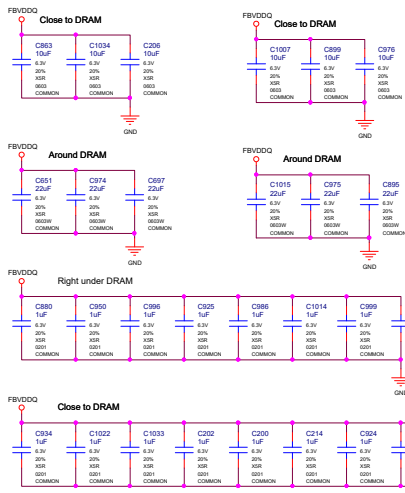 FBVDDQ
Close to DRAM
C863
10uF
6.3V
20%
X5R
0603
COMMON
C1034
10uF
6.3V
20%
X5R
0603
COMMON
C206
10uF
6.3V
20%
X5R
0603
COMMON
GND
FBVDDQ
Close to DRAM
C1007
10uF
6.3V
20%
X5R
0603
COMMON
C899
10uF
6.3V
20%
X5R
0603
COMMON
C976
10uF
6.3V
20%
X5R
0603
COMMON
GND
FBVDDQ
Around DRAM
C651
22uF
6.3V
20%
X5R
0603W
COMMON
C974
22uF
6.3V
20%
X5R
0603W
COMMON
C697
22uF
6.3V
20%
X5R
0603W
COMMON
GND
FBVDDQ
Around DRAM
C1015
22uF
6.3V
20%
X5R
0603W
COMMON
C975
22uF
6.3V
20%
X5R
0603W
COMMON
C895
22uF
6.3V
20%
X5R
0603W
COMMON
GND
FBVDDQ
Right under DRAM
C880
1uF
6.3V
20%
X5R
0201
COMMON
C950
1uF
6.3V
20%
X5R
0201
COMMON
C996
1uF
6.3V
20%
X5R
0201
COMMON
C925
1uF
6.3V
20%
X5R
0201
COMMON
C986
1uF
6.3V
20%
X5R
0201
COMMON
C1014
1uF
6.3V
20%
X5R
0201
COMMON
C999
1uF
6.3V
20%
X5R
0201
COMMON
GND
FBVDDQ
Close to DRAM
C934
1uF
6.3V
20%
X5R
0201
COMMON
C1022
1uF
6.3V
20%
X5R
0201
COMMON
C1033
1uF
6.3V
20%
X5R
0201
COMMON
C202
1uF
6.3V
20%
X5R
0201
COMMON
C200
1uF
6.3V
20%
X5R
0201
COMMON
C214
1uF
6.3V
20%
X5R
0201
COMMON
C924
1uF
6.3V
20%
X5R
0201
COMMON